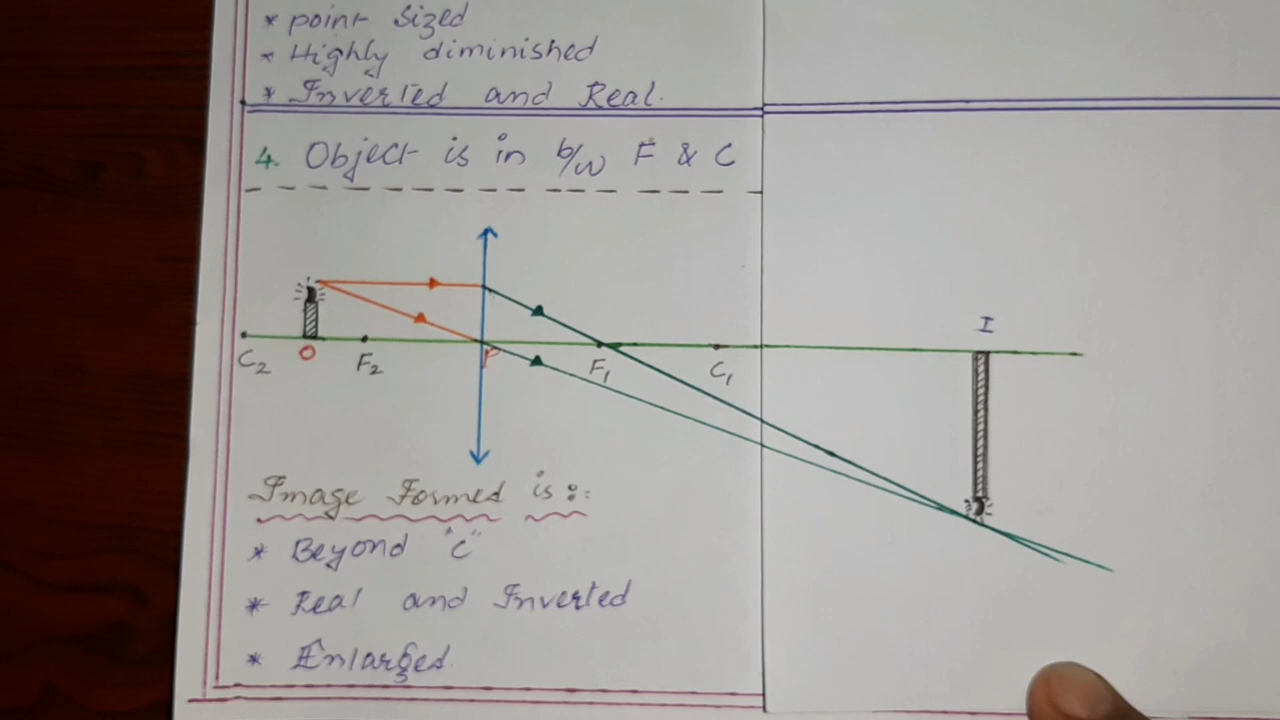 * point sized
* Highly diminished
* Inverted and Real.
4. Object is in b/w F & C
I
C2 O F2 P F1 C1
Image Formed is :-
* Beyond "C"
* Real and Inverted
* Enlarged.